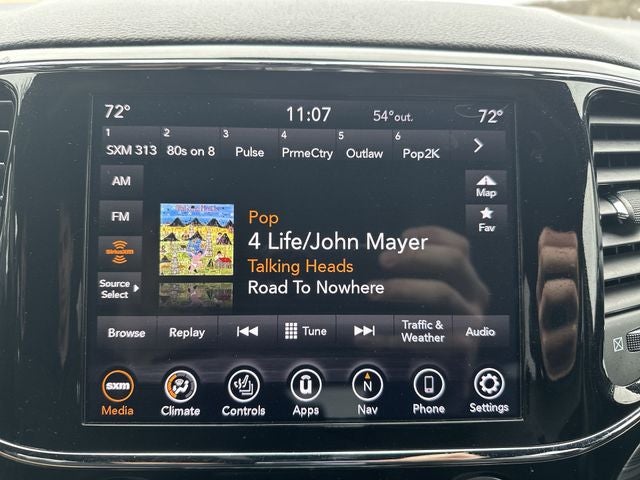 72° 11:07 54°out. 72°
1 2 3 4 5 6
SXM 313 80s on 8 Pulse PrmeCtry Outlaw Pop2K
AM
FM
SiriusXM
Source
Select
Map
Fav
Pop
4 Life/John Mayer
Talking Heads
Road To Nowhere
Browse Replay Tune Traffic &
Weather Audio
sxm N
Media Climate Controls Apps Nav Phone Settings